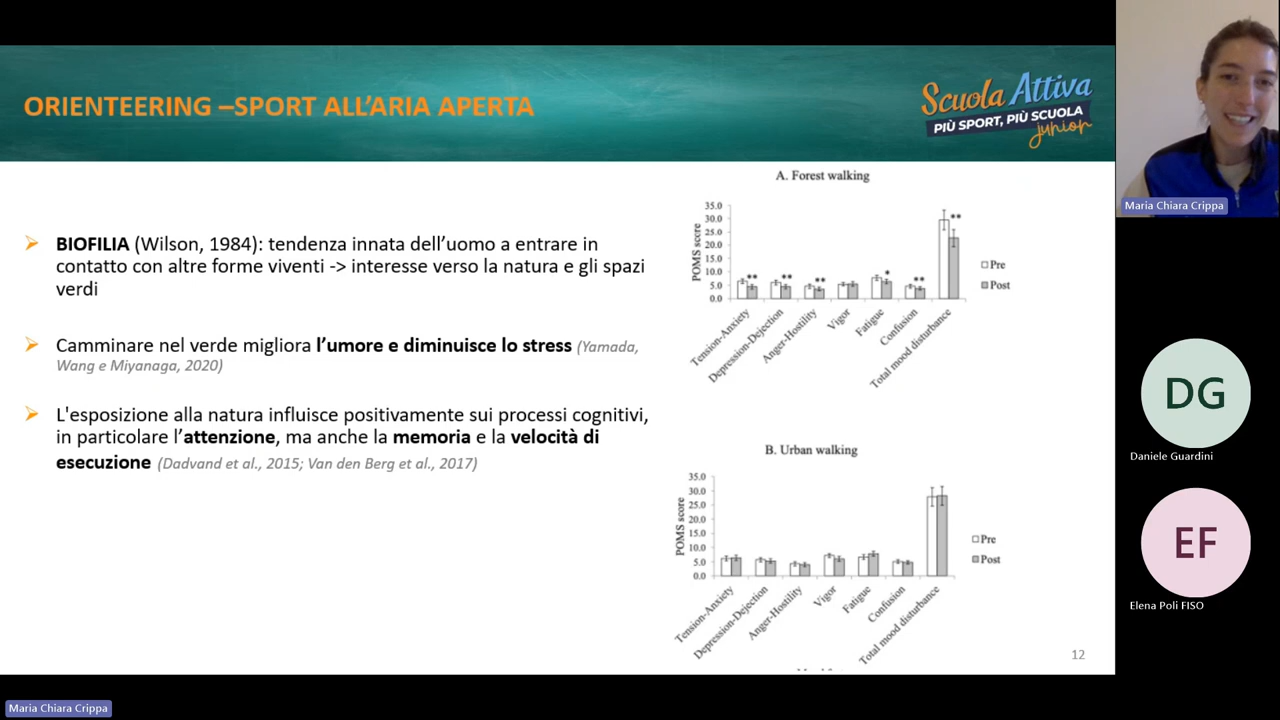 ORIENTEERING –SPORT ALL'ARIA APERTA
Scuola Attiva
PIÙ SPORT, PIÙ SCUOLA
junior
BIOFILIA (Wilson, 1984): tendenza innata dell'uomo a entrare in
contatto con altre forme viventi -> interesse verso la natura e gli spazi
verdi
Camminare nel verde migliora l'umore e diminuisce lo stress (Yamada,
Wang e Miyanaga, 2020)
L'esposizione alla natura influisce positivamente sui processi cognitivi,
in particolare l'attenzione, ma anche la memoria e la velocità di
esecuzione (Dadvand et al., 2015; Van den Berg et al., 2017)
A. Forest walking
POMS score
35.0
30.0
25.0
20.0
15.0
10.0
5.0
0.0
** ** ** * ** **
Pre
Post
Tension-Anxiety
Depression-Dejection
Anger-Hostility
Vigor
Fatigue
Confusion
Total mood disturbance
B. Urban walking
POMS score
35.0
30.0
25.0
20.0
15.0
10.0
5.0
0.0
Pre
Post
Tension-Anxiety
Depression-Dejection
Anger-Hostility
Vigor
Fatigue
Confusion
Total mood disturbance
12
Maria Chiara Crippa
DG
Daniele Guardini
EF
Elena Poli FISO
Maria Chiara Crippa